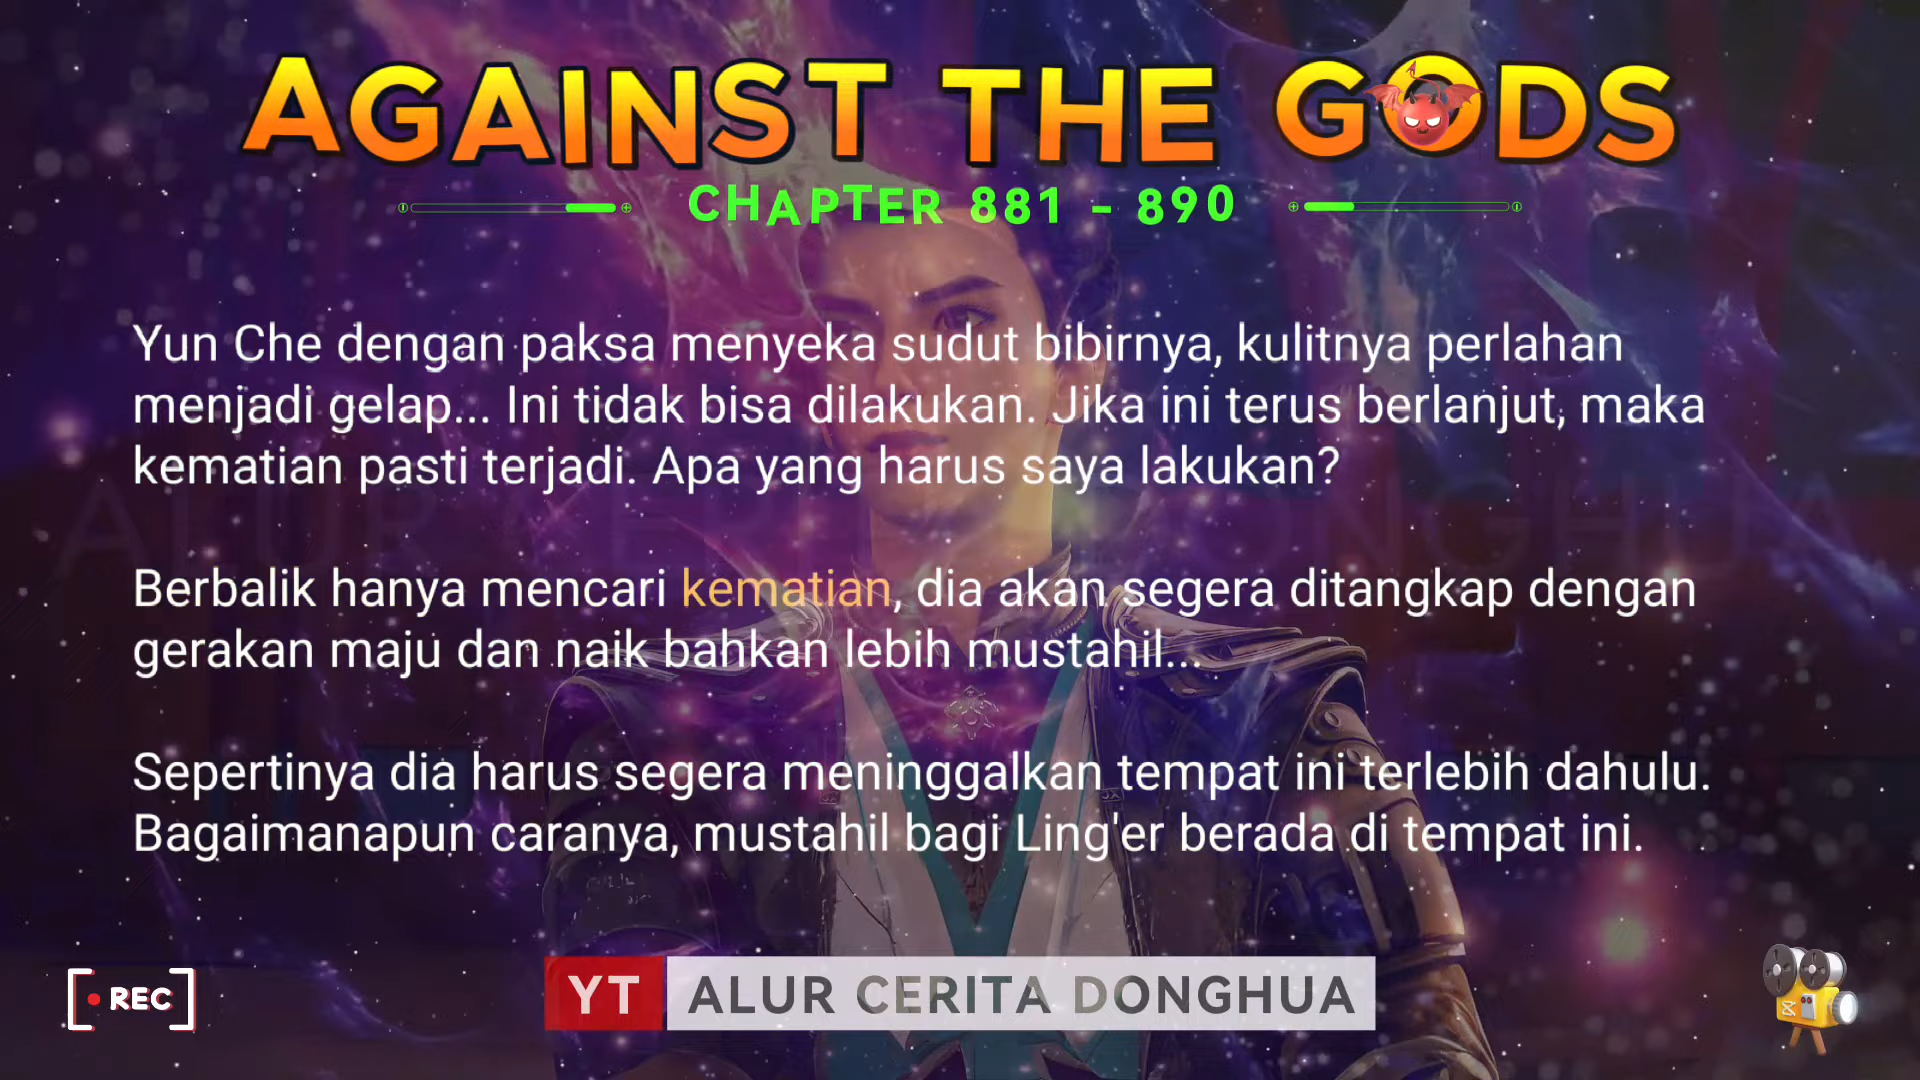 AGAINST THE GODS
CHAPTER 881 - 890
Yun Che dengan paksa menyeka sudut bibirnya, kulitnya perlahan
menjadi gelap... Ini tidak bisa dilakukan. Jika ini terus berlanjut, maka
kematian pasti terjadi. Apa yang harus saya lakukan?
Berbalik hanya mencari kematian, dia akan segera ditangkap dengan
gerakan maju dan naik bahkan lebih mustahil...
Sepertinya dia harus segera meninggalkan tempat ini terlebih dahulu.
Bagaimanapun caranya, mustahil bagi Ling'er berada di tempat ini.
REC
YT ALUR CERITA DONGHUA